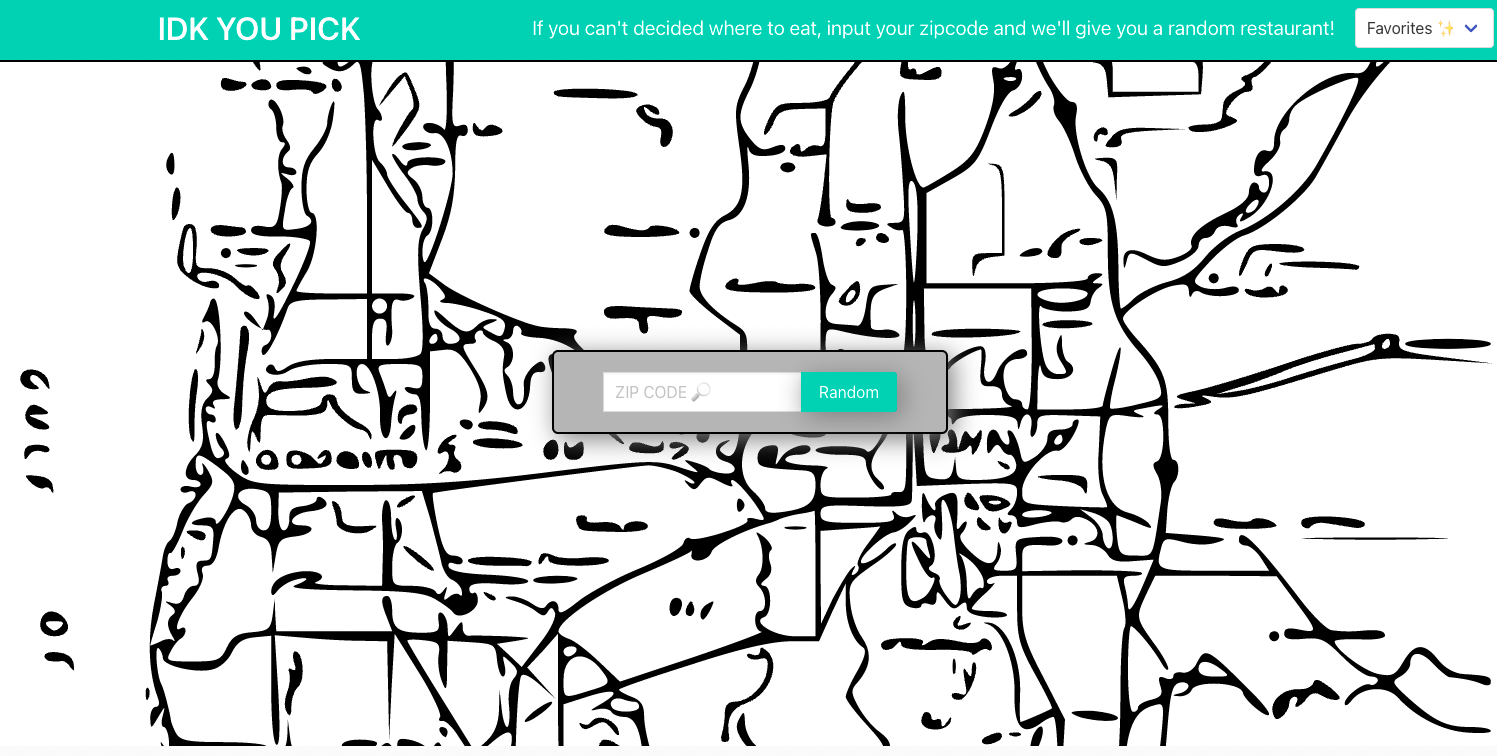 IDK YOU PICK
If you can't decided where to eat, input your zipcode and we'll give you a random restaurant!
Favorites ✨
ZIP CODE 🔎
Random